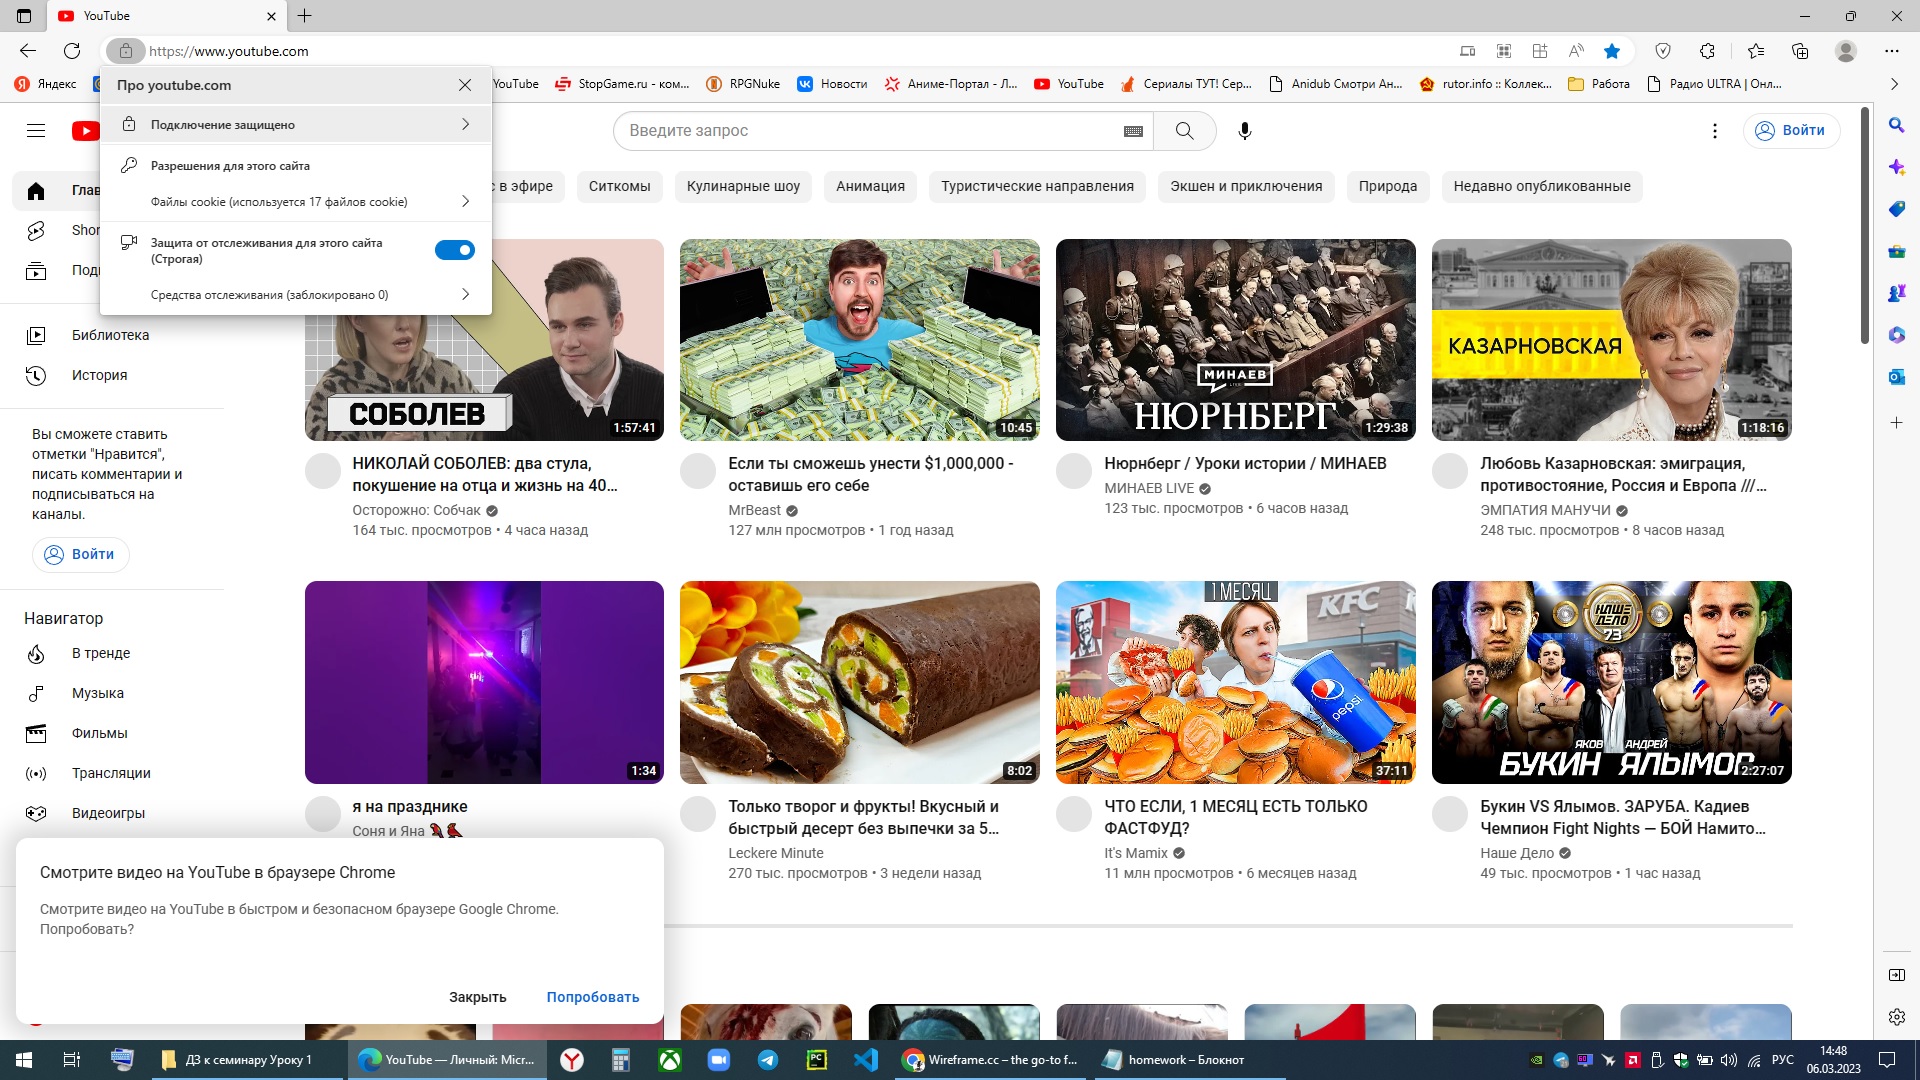 YouTube
https://www.youtube.com
Яндекс
YouTube
StopGame.ru - ком...
RPGNuke
Новости
Аниме-Портал - Л...
YouTube
Сериалы ТУТ! Сер...
Anidub Смотри Ан...
rutor.info :: Коллек...
Работа
Радио ULTRA | Онл...
Про youtube.com
Подключение защищено
Разрешения для этого сайта
Файлы cookie (используется 17 файлов cookie)
Защита от отслеживания для этого сайта
(Строгая)
Средства отслеживания (заблокировано 0)
Введите запрос
Войти
Глав
Shor
Подп
с в эфире
Ситкомы
Кулинарные шоу
Анимация
Туристические направления
Экшен и приключения
Природа
Недавно опубликованные
Библиотека
История
Вы сможете ставить
отметки "Нравится",
писать комментарии и
подписываться на
каналы.
Войти
Навигатор
В тренде
Музыка
Фильмы
Трансляции
Видеоигры
СОБОЛЕВ
1:57:41
НИКОЛАЙ СОБОЛЕВ: два стула,
покушение на отца и жизнь на 40...
Осторожно: Собчак
164 тыс. просмотров • 4 часа назад
10:45
Если ты сможешь унести $1,000,000 -
оставишь его себе
MrBeast
127 млн просмотров • 1 год назад
МИНАЕВ
LIVE
НЮРНБЕРГ
1:29:38
Нюрнберг / Уроки истории / МИНАЕВ
МИНАЕВ LIVE
123 тыс. просмотров • 6 часов назад
КАЗАРНОВСКАЯ
1:18:16
Любовь Казарновская: эмиграция,
противостояние, Россия и Европа ///...
ЭМПАТИЯ МАНУЧИ
248 тыс. просмотров • 8 часов назад
1:34
я на празднике
Соня и Яна
8:02
Только творог и фрукты! Вкусный и
быстрый десерт без выпечки за 5...
Leckere Minute
270 тыс. просмотров • 3 недели назад
1 МЕСЯЦ
KFC
pepsi
37:11
ЧТО ЕСЛИ, 1 МЕСЯЦ ЕСТЬ ТОЛЬКО
ФАСТФУД?
It's Mamix
11 млн просмотров • 6 месяцев назад
НАШЕ
ДЕЛО
73
ЯКОВ АНДРЕЙ
БУКИН ЯЛЫМОВ
2:27:07
Букин VS Ялымов. ЗАРУБА. Кадиев
Чемпион Fight Nights — БОЙ Намито...
Наше Дело
49 тыс. просмотров • 1 час назад
Смотрите видео на YouTube в браузере Chrome
Смотрите видео на YouTube в быстром и безопасном браузере Google Chrome.
Попробовать?
Закрыть
Попробовать
ДЗ к семинару Уроку 1
YouTube — Личный: Micr...
Wireframe.cc – the go-to f...
homework – Блокнот
РУС
14:48
06.03.2023